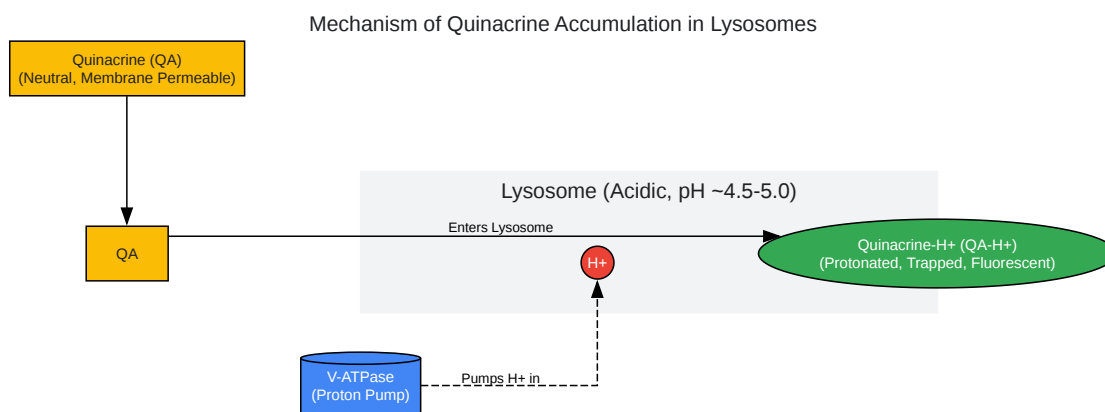 Mechanism of Quinacrine Accumulation in Lysosomes
Quinacrine (QA)
(Neutral, Membrane Permeable)
Lysosome (Acidic, pH ~4.5-5.0)
QA
Enters Lysosome
Quinacrine-H+ (QA-H+)
(Protonated, Trapped, Fluorescent)
H+
V-ATPase
(Proton Pump)
Pumps H+ in